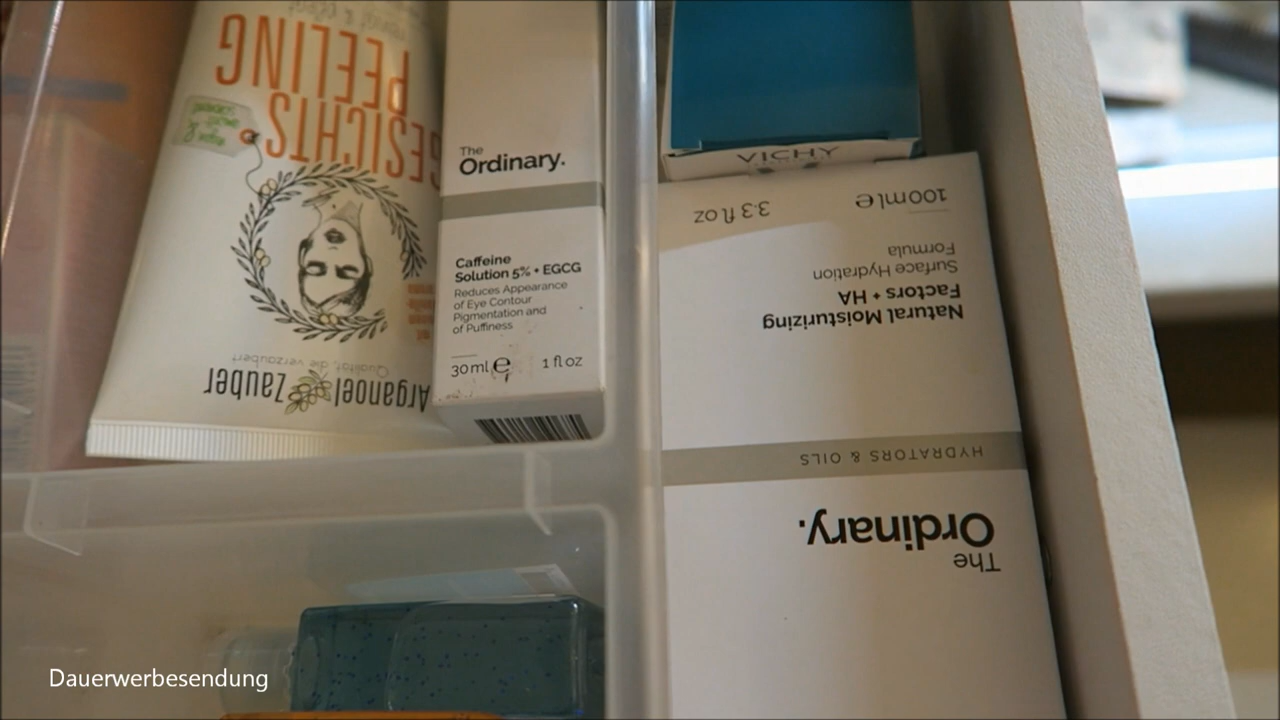 GESICHTS
PEELING
Arganoel Zauber
Qualität, die verzaubert
The
Ordinary.
Caffeine
Solution 5% + EGCG
Reduces Appearance
of Eye Contour
Pigmentation and
of Puffiness
30 ml e 1 fl oz
VICHY
The
Ordinary.
HYDRATORS & OILS
Natural Moisturizing
Factors + HA
Surface Hydration
Formula
100ml e 3.3 fl oz
Dauerwerbesendung